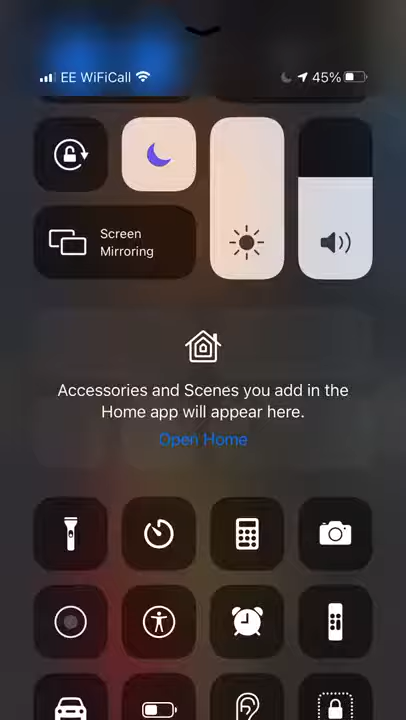 EE WiFiCall 45%
Screen
Mirroring
Accessories and Scenes you add in the
Home app will appear here.
Open Home